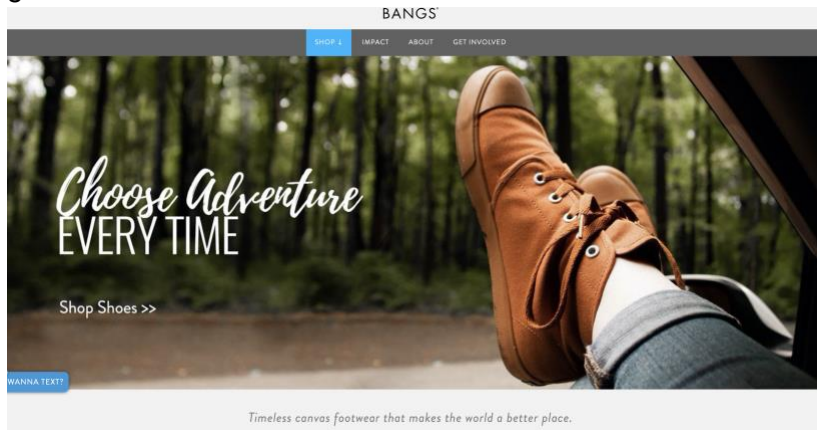 BANGS
SHOP ↓ IMPACT ABOUT GET INVOLVED
Choose Adventure
EVERY TIME
Shop Shoes >>
WANNA TEXT?
Timeless canvas footwear that makes the world a better place.